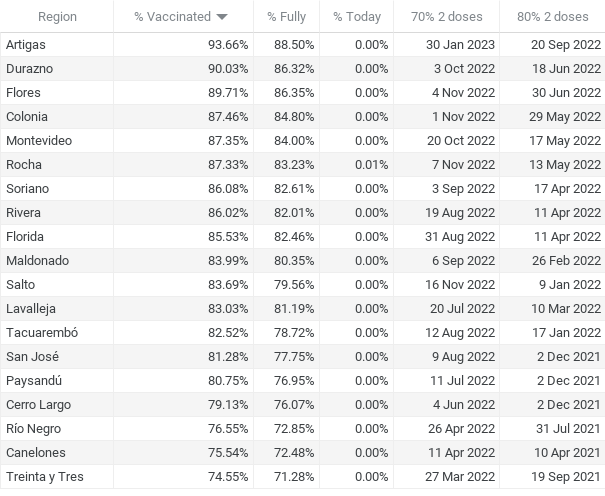 Region % Vaccinated % Fully % Today 70% 2 doses 80% 2 doses
Artigas 93.66% 88.50% 0.00% 30 Jan 2023 20 Sep 2022
Durazno 90.03% 86.32% 0.00% 3 Oct 2022 18 Jun 2022
Flores 89.71% 86.35% 0.00% 4 Nov 2022 30 Jun 2022
Colonia 87.46% 84.80% 0.00% 1 Nov 2022 29 May 2022
Montevideo 87.35% 84.00% 0.00% 20 Oct 2022 17 May 2022
Rocha 87.33% 83.23% 0.01% 7 Nov 2022 13 May 2022
Soriano 86.08% 82.61% 0.00% 3 Sep 2022 17 Apr 2022
Rivera 86.02% 82.01% 0.00% 19 Aug 2022 11 Apr 2022
Florida 85.53% 82.46% 0.00% 31 Aug 2022 11 Apr 2022
Maldonado 83.99% 80.35% 0.00% 6 Sep 2022 26 Feb 2022
Salto 83.69% 79.56% 0.00% 16 Nov 2022 9 Jan 2022
Lavalleja 83.03% 81.19% 0.00% 20 Jul 2022 10 Mar 2022
Tacuarembó 82.52% 78.72% 0.00% 12 Aug 2022 17 Jan 2022
San José 81.28% 77.75% 0.00% 9 Aug 2022 2 Dec 2021
Paysandú 80.75% 76.95% 0.00% 11 Jul 2022 2 Dec 2021
Cerro Largo 79.13% 76.07% 0.00% 4 Jun 2022 2 Dec 2021
Río Negro 76.55% 72.85% 0.00% 26 Apr 2022 31 Jul 2021
Canelones 75.54% 72.48% 0.00% 11 Apr 2022 10 Apr 2021
Treinta y Tres 74.55% 71.28% 0.00% 27 Mar 2022 19 Sep 2021